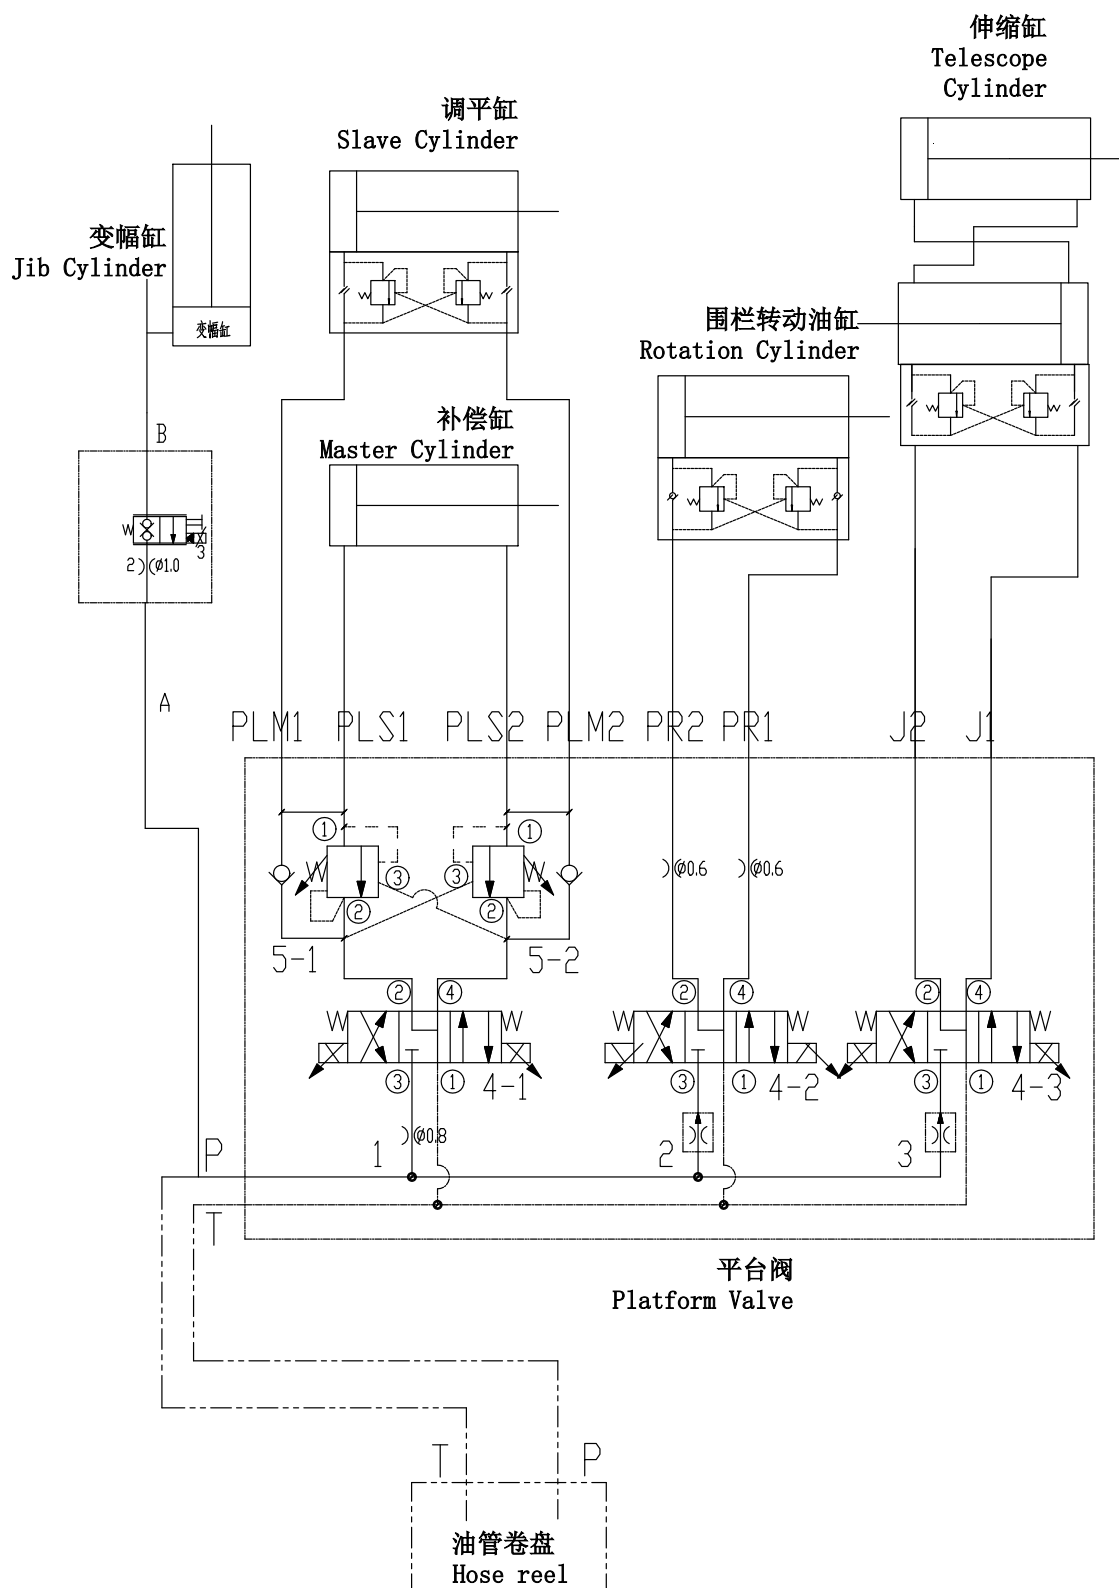 伸缩缸
Telescope
Cylinder
调平缸
Slave Cylinder
变幅缸
Jib Cylinder
变幅缸
围栏转动油缸
Rotation Cylinder
补偿缸
Master Cylinder
B
3
2 Ø1.0
A
PLM1 PLS1 PLS2 PLM2 PR2 PR1 J2 J1
① ①
③ ③
② ②
Ø0.6 Ø0.6
5-1 5-2
② ④ ② ④ ② ④
③ ① 4-1 ③ ① 4-2 ③ ① 4-3
1 Ø0.8 2 3
P
T
平台阀
Platform Valve
T P
油管卷盘
Hose reel